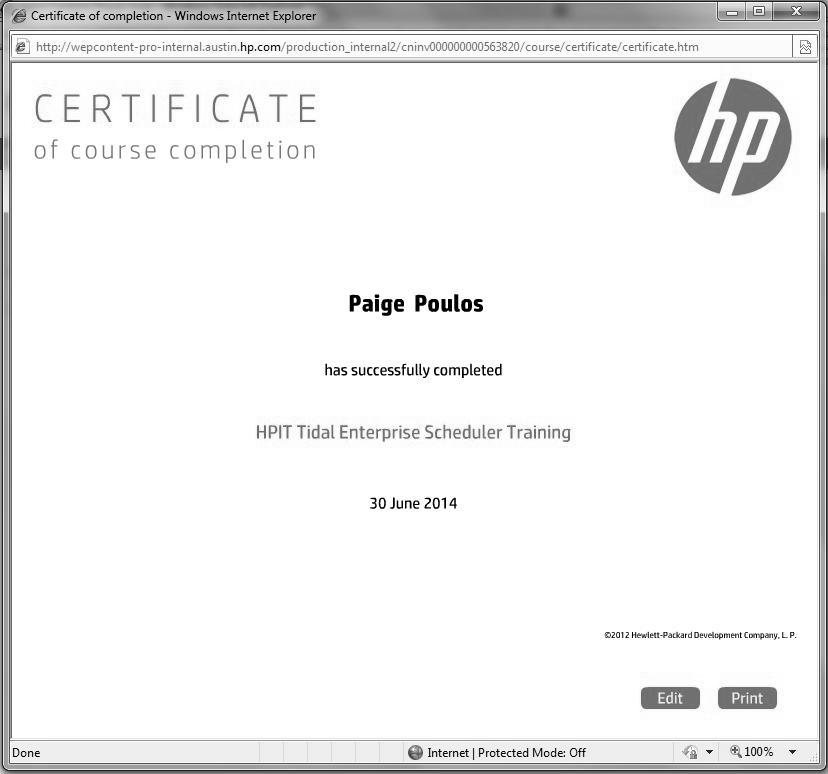 Certificate of completion - Windows Internet Explorer
http://wepcontent-pro-internal.austin.hp.com/production_internal2/cninv000000000563820/course/certificate/certificate.htm
CERTIFICATE
of course completion
hp
Paige Poulos
has successfully completed
HPIT Tidal Enterprise Scheduler Training
30 June 2014
©2012 Hewlett-Packard Development Company, L. P.
Edit Print
Done Internet | Protected Mode: Off 100%